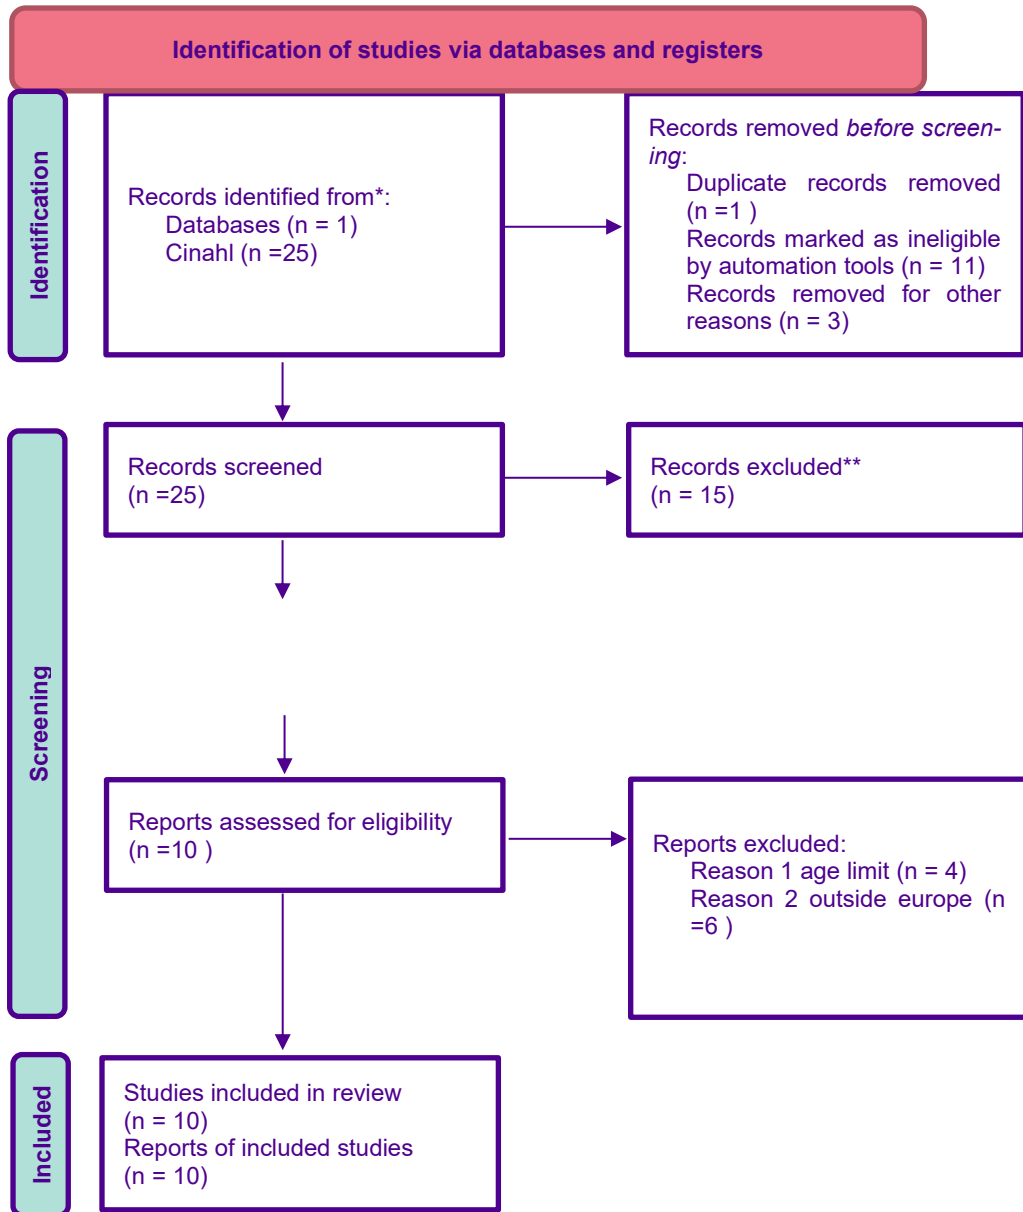 Identification of studies via databases and registers
Identification
Records identified from*:
Databases (n = 1)
Cinahl (n =25)
Records removed before screen-
ing:
Duplicate records removed
(n =1 )
Records marked as ineligible
by automation tools (n = 11)
Records removed for other
reasons (n = 3)
Screening
Records screened
(n =25)
Records excluded**
(n = 15)
Reports assessed for eligibility
(n =10 )
Reports excluded:
Reason 1 age limit (n = 4)
Reason 2 outside europe (n
=6 )
Included
Studies included in review
(n = 10)
Reports of included studies
(n = 10)